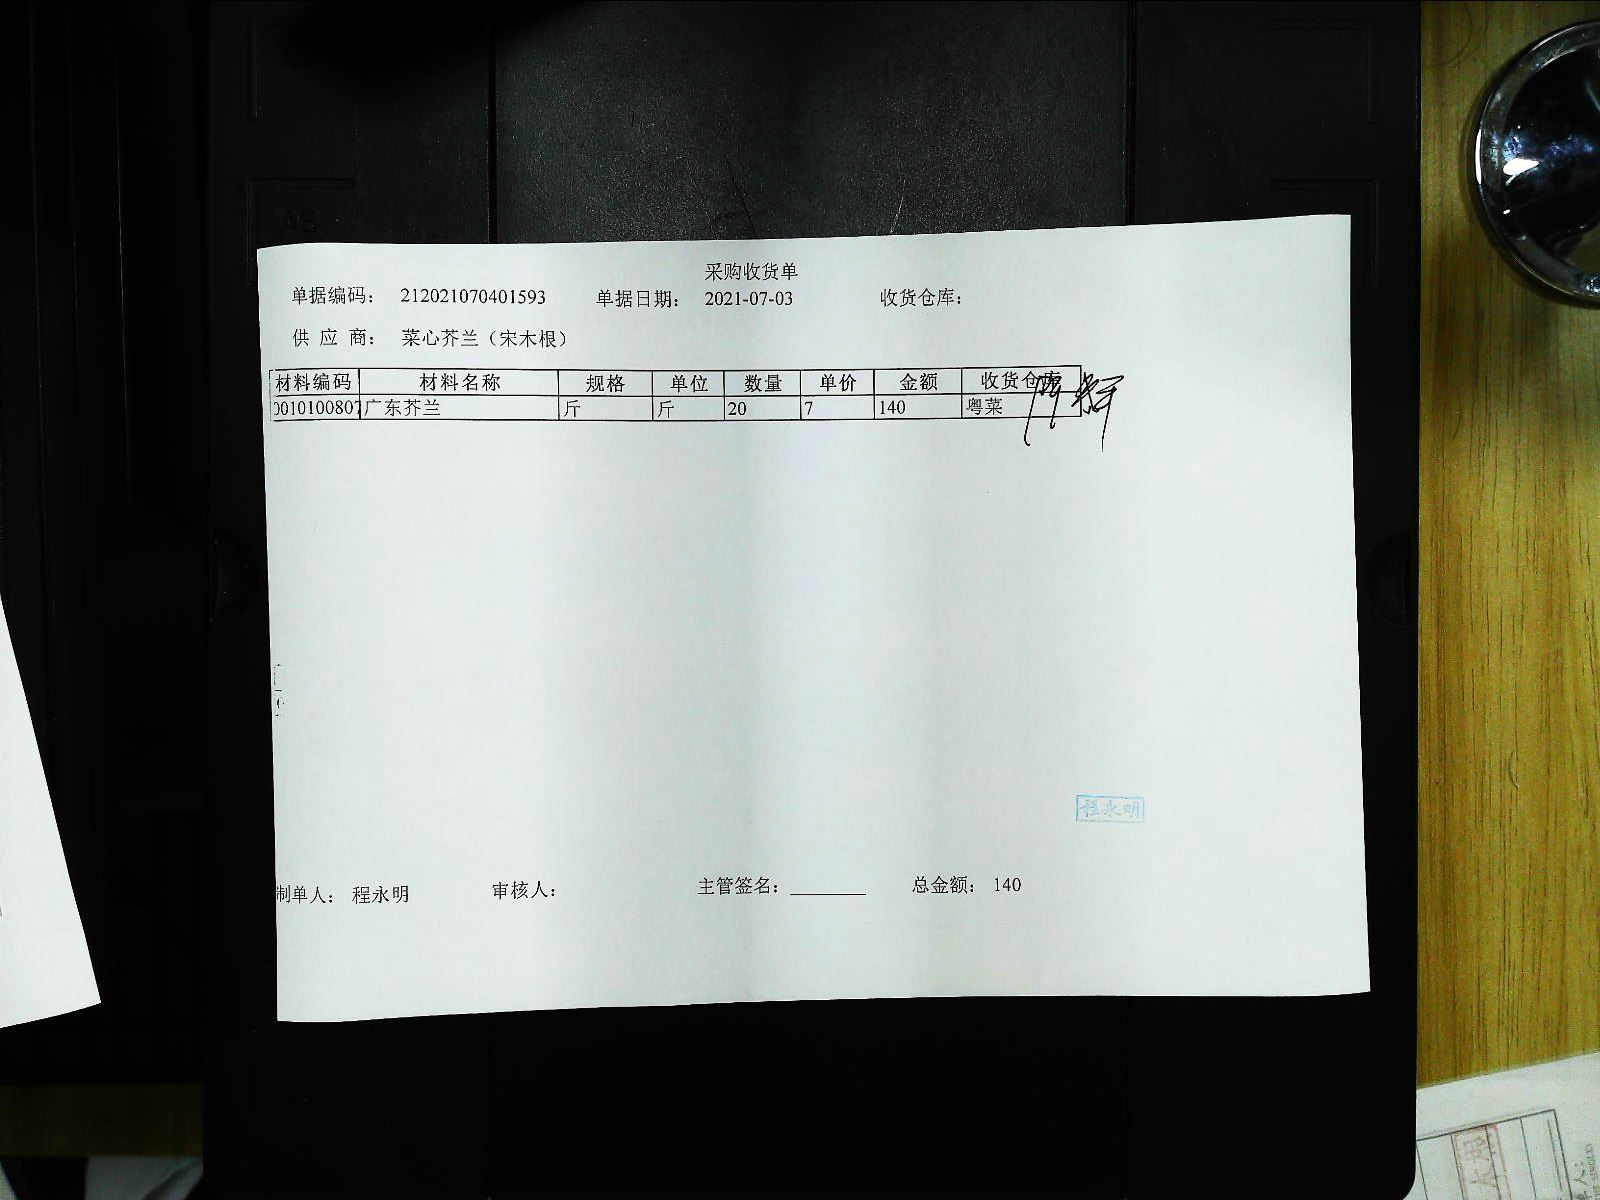 采购收货单
单据编码: 212021070401593 单据日期: 2021-07-03 收货仓库:
供应商: 菜心芥兰（宋木根）
材料编码 材料名称 规格 单位 数量 单价 金额 收货仓库
0010100807 广东芥兰 斤 斤 20 7 140 粤菜
程永明
制单人: 程永明 审核人: 主管签名: 总金额: 140